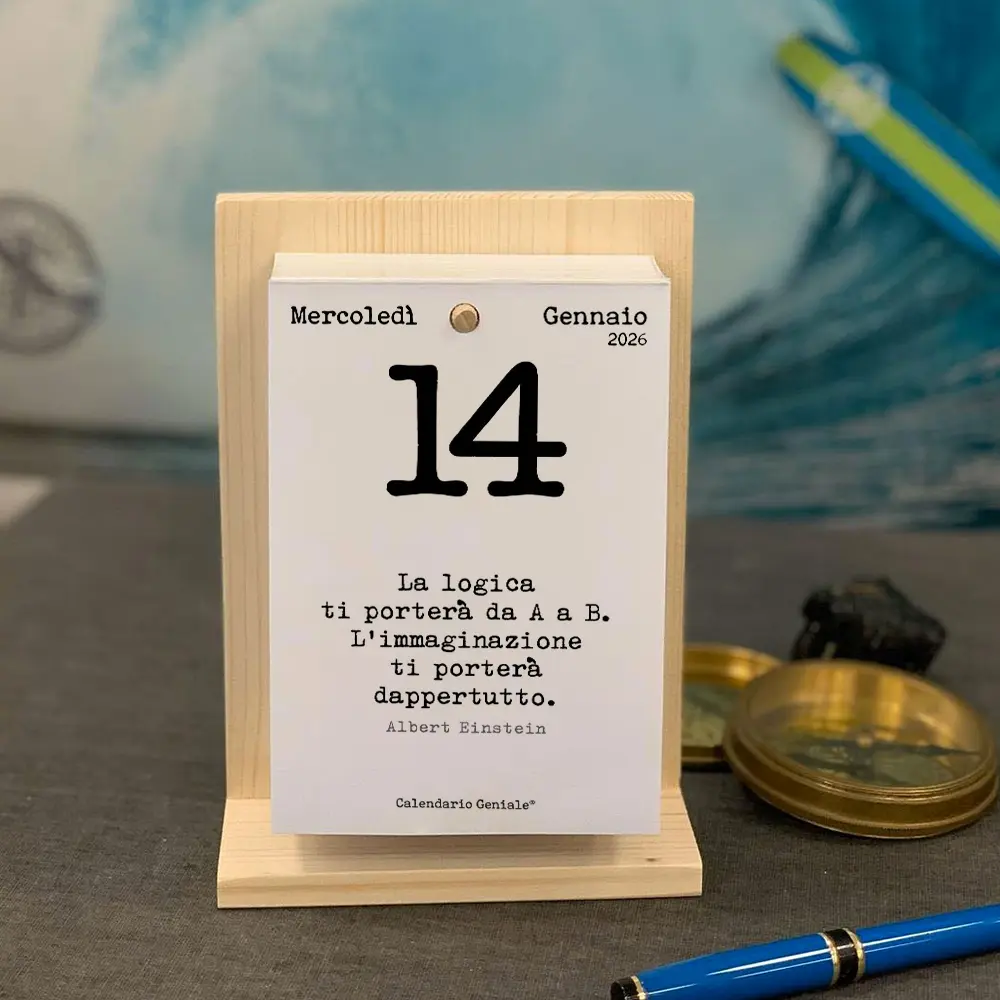 Mercoledì
Gennaio
2026
14
La logica
ti porterà da A a B.
L'immaginazione
ti porterà
dappertutto.
Albert Einstein
Calendario Geniale®